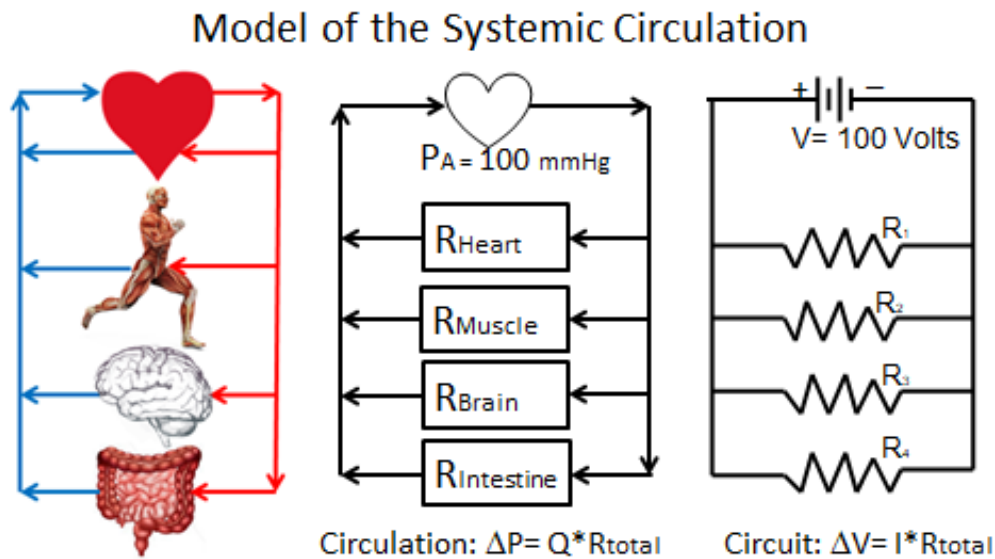 Model of the Systemic Circulation
PA = 100 mmHg
RHeart
RMuscle
RBrain
RIntestine
Circulation: ΔP= Q*Rtotal
+ −
V= 100 Volts
R1
R2
R3
R4
Circuit: ΔV= I*Rtotal